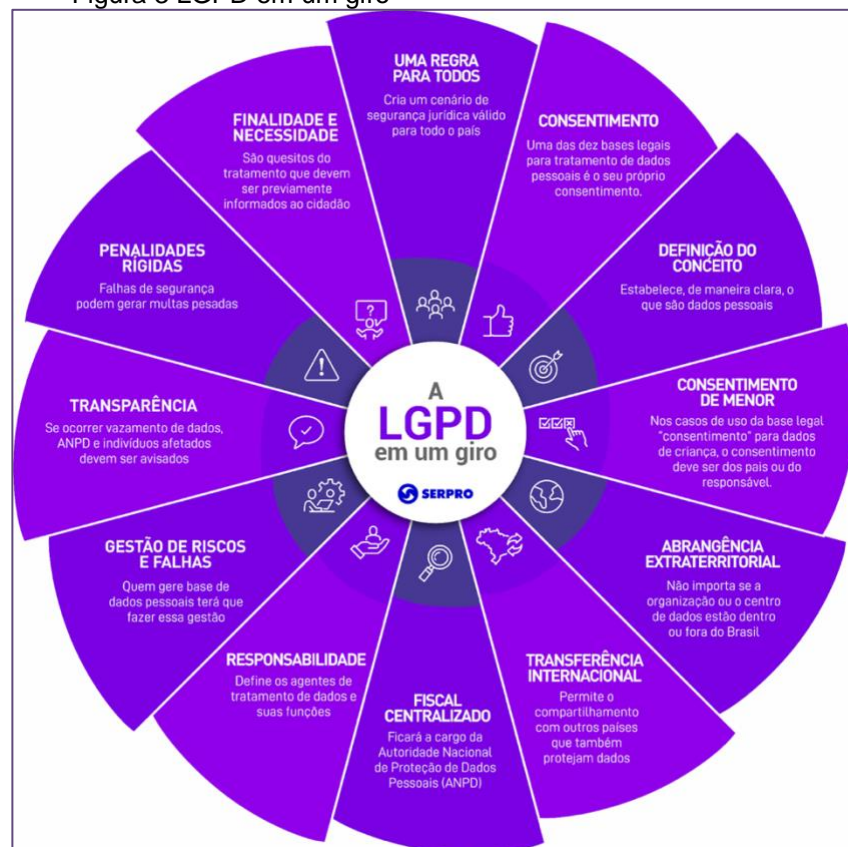 Figura 3 LGPD em um giro
UMA REGRA
PARA TODOS
Cria um cenário de
segurança jurídica válido
para todo o país
CONSENTIMENTO
Uma das dez bases legais
para tratamento de dados
pessoais é o seu próprio
consentimento.
DEFINIÇÃO DO
CONCEITO
Estabelece, de maneira clara, o
que são dados pessoais
CONSENTIMENTO
DE MENOR
Nos casos de uso da base legal
"consentimento" para dados
de criança, o consentimento
deve ser dos pais ou do
responsável.
ABRANGÊNCIA
EXTRATERRITORIAL
Não importa se a
organização ou o centro
de dados estão dentro
ou fora do Brasil
TRANSFERÊNCIA
INTERNACIONAL
Permite o
compartilhamento
com outros países
que também
protejam dados
FISCAL
CENTRALIZADO
Ficará a cargo da
Autoridade Nacional
de Proteção de Dados
Pessoais (ANPD)
RESPONSABILIDADE
Define os agentes de
tratamento de dados e
suas funções
GESTÃO DE RISCOS
E FALHAS
Quem gere base de
dados pessoais terá que
fazer essa gestão
TRANSPARÊNCIA
Se ocorrer vazamento de dados,
ANPD e indivíduos afetados
devem ser avisados
PENALIDADES
RÍGIDAS
Falhas de segurança
podem gerar multas pesadas
FINALIDADE E
NECESSIDADE
São quesitos do
tratamento que devem
ser previamente
informados ao cidadão
A
LGPD
em um giro
SERPRO